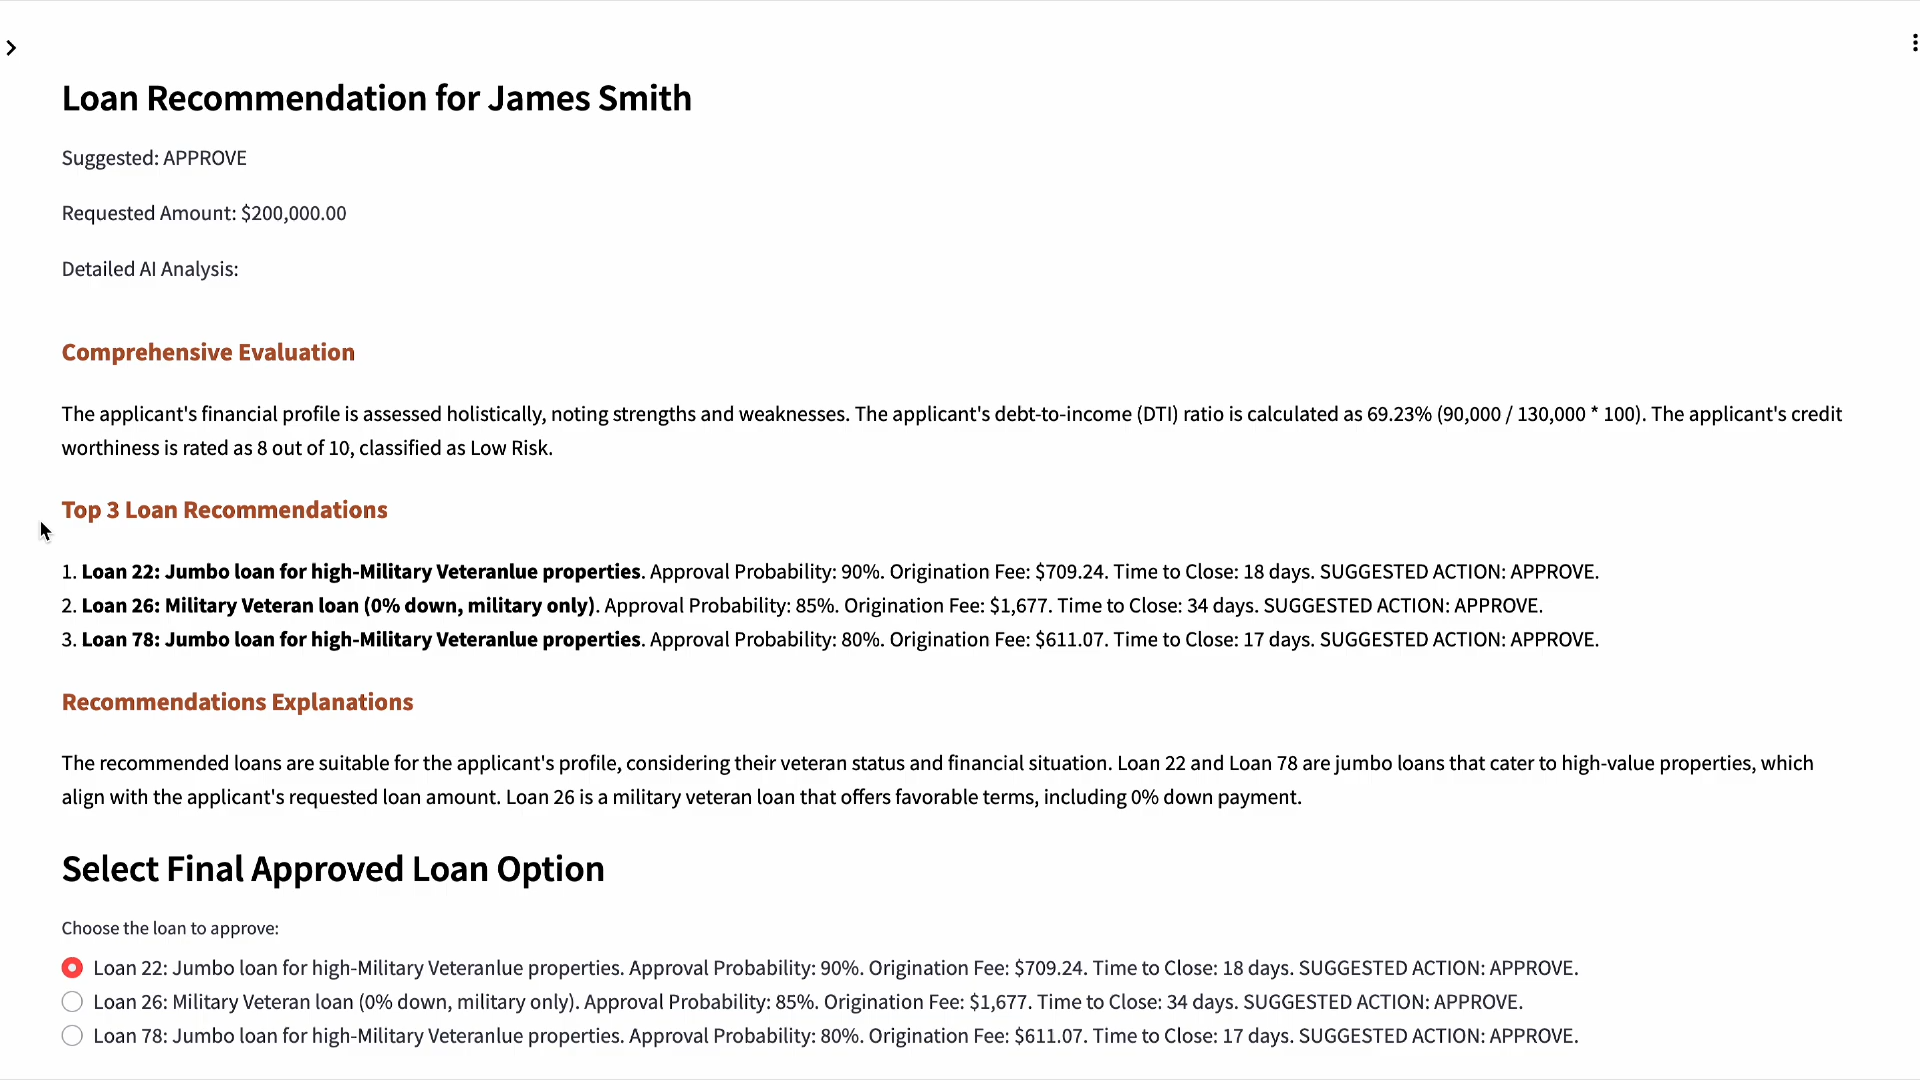 Loan Recommendation for James Smith
Suggested: APPROVE
Requested Amount: $200,000.00
Detailed AI Analysis:
Comprehensive Evaluation
The applicant's financial profile is assessed holistically, noting strengths and weaknesses. The applicant's debt-to-income (DTI) ratio is calculated as 69.23% (90,000 / 130,000 * 100). The applicant's credit
worthiness is rated as 8 out of 10, classified as Low Risk.
Top 3 Loan Recommendations
1. Loan 22: Jumbo loan for high-Military Veteranlue properties. Approval Probability: 90%. Origination Fee: $709.24. Time to Close: 18 days. SUGGESTED ACTION: APPROVE.
2. Loan 26: Military Veteran loan (0% down, military only). Approval Probability: 85%. Origination Fee: $1,677. Time to Close: 34 days. SUGGESTED ACTION: APPROVE.
3. Loan 78: Jumbo loan for high-Military Veteranlue properties. Approval Probability: 80%. Origination Fee: $611.07. Time to Close: 17 days. SUGGESTED ACTION: APPROVE.
Recommendations Explanations
The recommended loans are suitable for the applicant's profile, considering their veteran status and financial situation. Loan 22 and Loan 78 are jumbo loans that cater to high-value properties, which
align with the applicant's requested loan amount. Loan 26 is a military veteran loan that offers favorable terms, including 0% down payment.
Select Final Approved Loan Option
Choose the loan to approve:
Loan 22: Jumbo loan for high-Military Veteranlue properties. Approval Probability: 90%. Origination Fee: $709.24. Time to Close: 18 days. SUGGESTED ACTION: APPROVE.
Loan 26: Military Veteran loan (0% down, military only). Approval Probability: 85%. Origination Fee: $1,677. Time to Close: 34 days. SUGGESTED ACTION: APPROVE.
Loan 78: Jumbo loan for high-Military Veteranlue properties. Approval Probability: 80%. Origination Fee: $611.07. Time to Close: 17 days. SUGGESTED ACTION: APPROVE.